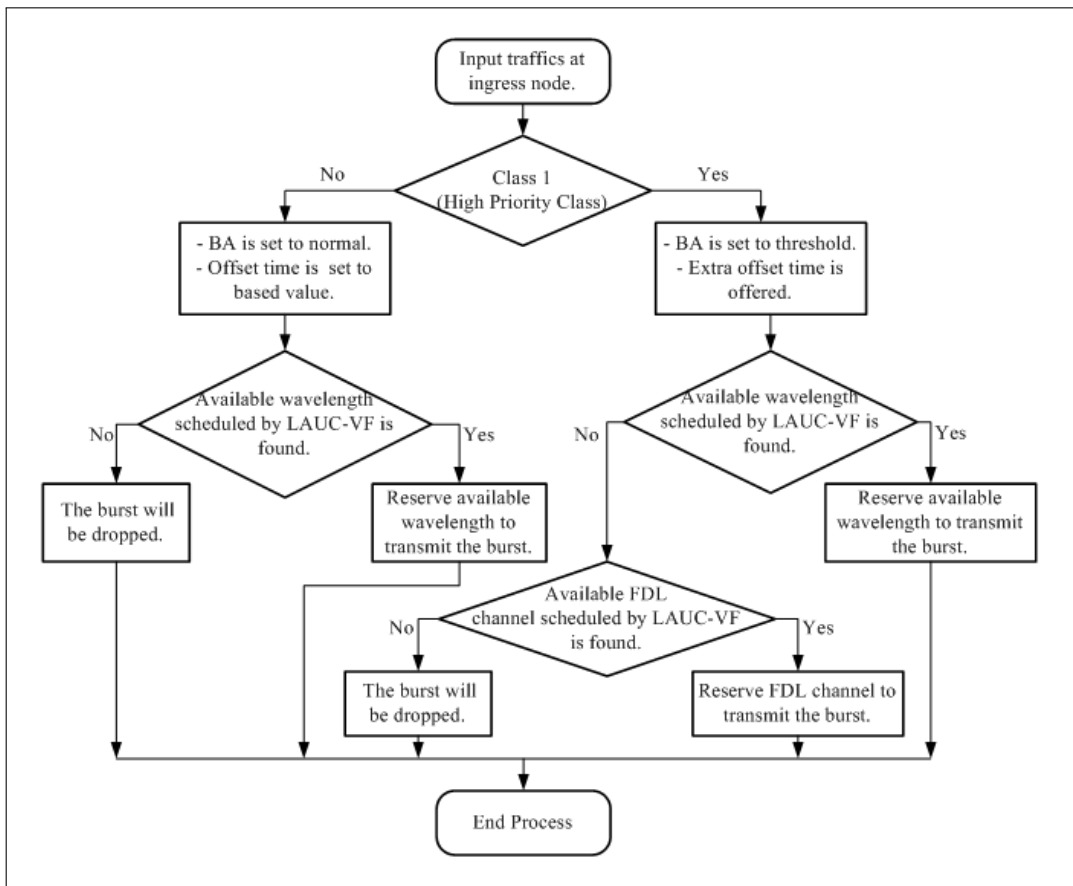 Input traffics at
ingress node.
No
Class 1
(High Priority Class)
Yes
- BA is set to normal.
- Offset time is  set to
based value.
- BA is set to threshold.
- Extra offset time is
offered.
Available wavelength
scheduled by LAUC-VF is
found.
No
Yes
Available wavelength
scheduled by LAUC-VF is
found.
No
Yes
The burst will
be dropped.
Reserve available
wavelength to
transmit the burst.
Reserve available
wavelength to transmit
the burst.
Available FDL
channel scheduled by LAUC-VF
is found.
No
Yes
The burst will
be dropped.
Reserve FDL channel to
transmit the burst.
End Process